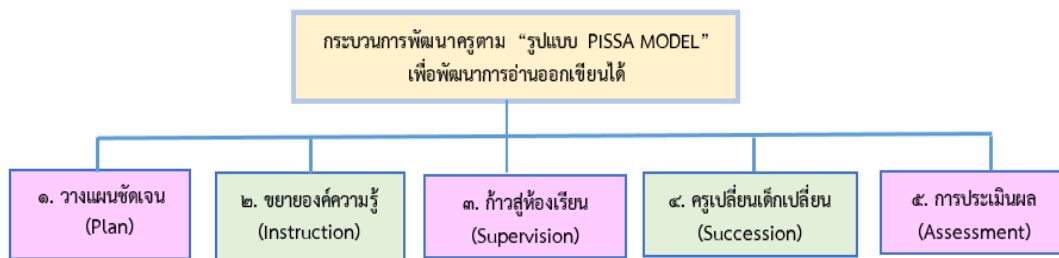 กระบวนการพัฒนาครูตาม “รูปแบบ PISSA MODEL”
เพื่อพัฒนาการอ่านออกเขียนได้
๑. วางแผนชัดเจน
(Plan)
๒. ขยายองค์ความรู้
(Instruction)
๓. ก้าวสู่ห้องเรียน
(Supervision)
๔. ครูเปลี่ยนเด็กเปลี่ยน
(Succession)
๕. การประเมินผล
(Assessment)